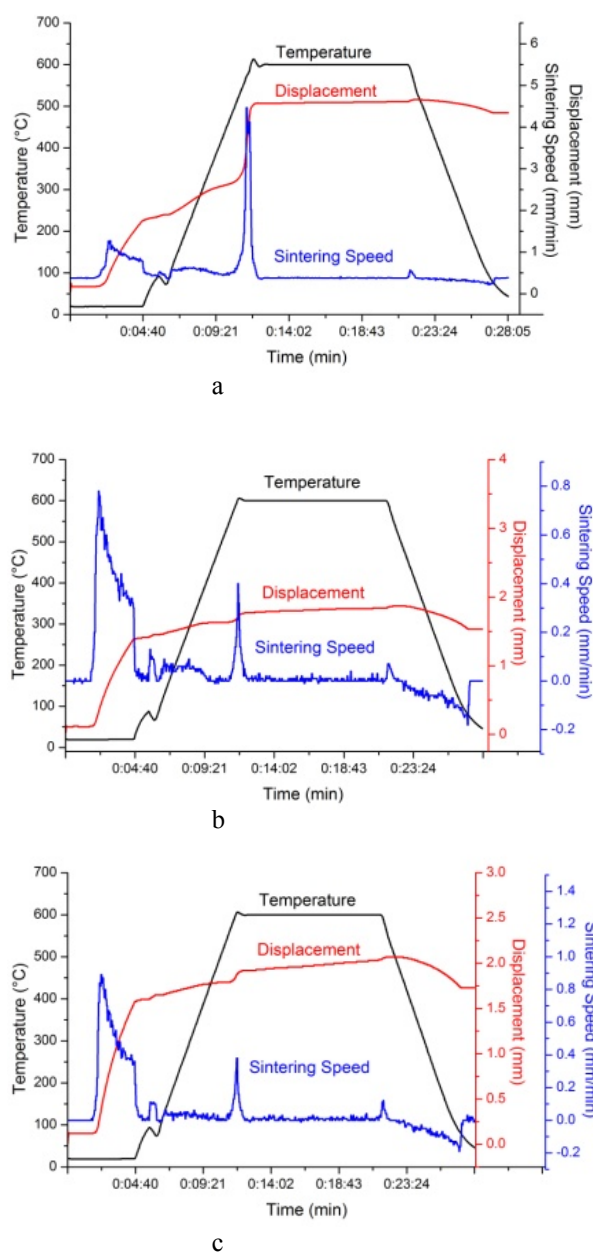 700
600
500
400
300
200
100
0
Temperature (°C)
Temperature
Displacement
Sintering Speed
6
5
4
3
2
1
0
Displacement (mm)
Sintering Speed (mm/min)
0:04:40 0:09:21 0:14:02 0:18:43 0:23:24 0:28:05
Time (min)
a
700
600
500
400
300
200
100
0
Temperature (°C)
Temperature
Displacement
Sintering Speed
4
3
2
1
0
Displacement (mm)
0.8
0.6
0.4
0.2
0.0
-0.2
Sintering Speed (mm/min)
0:04:40 0:09:21 0:14:02 0:18:43 0:23:24
Time (min)
b
700
600
500
400
300
200
100
0
Temperature (°C)
Temperature
Displacement
Sintering Speed
3.0
2.5
2.0
1.5
1.0
0.5
0.0
Displacement (mm)
1.4
1.2
1.0
0.8
0.6
0.4
0.2
0.0
-0.2
Sintering Speed (mm/min)
0:04:40 0:09:21 0:14:02 0:18:43 0:23:24
Time (min)
c